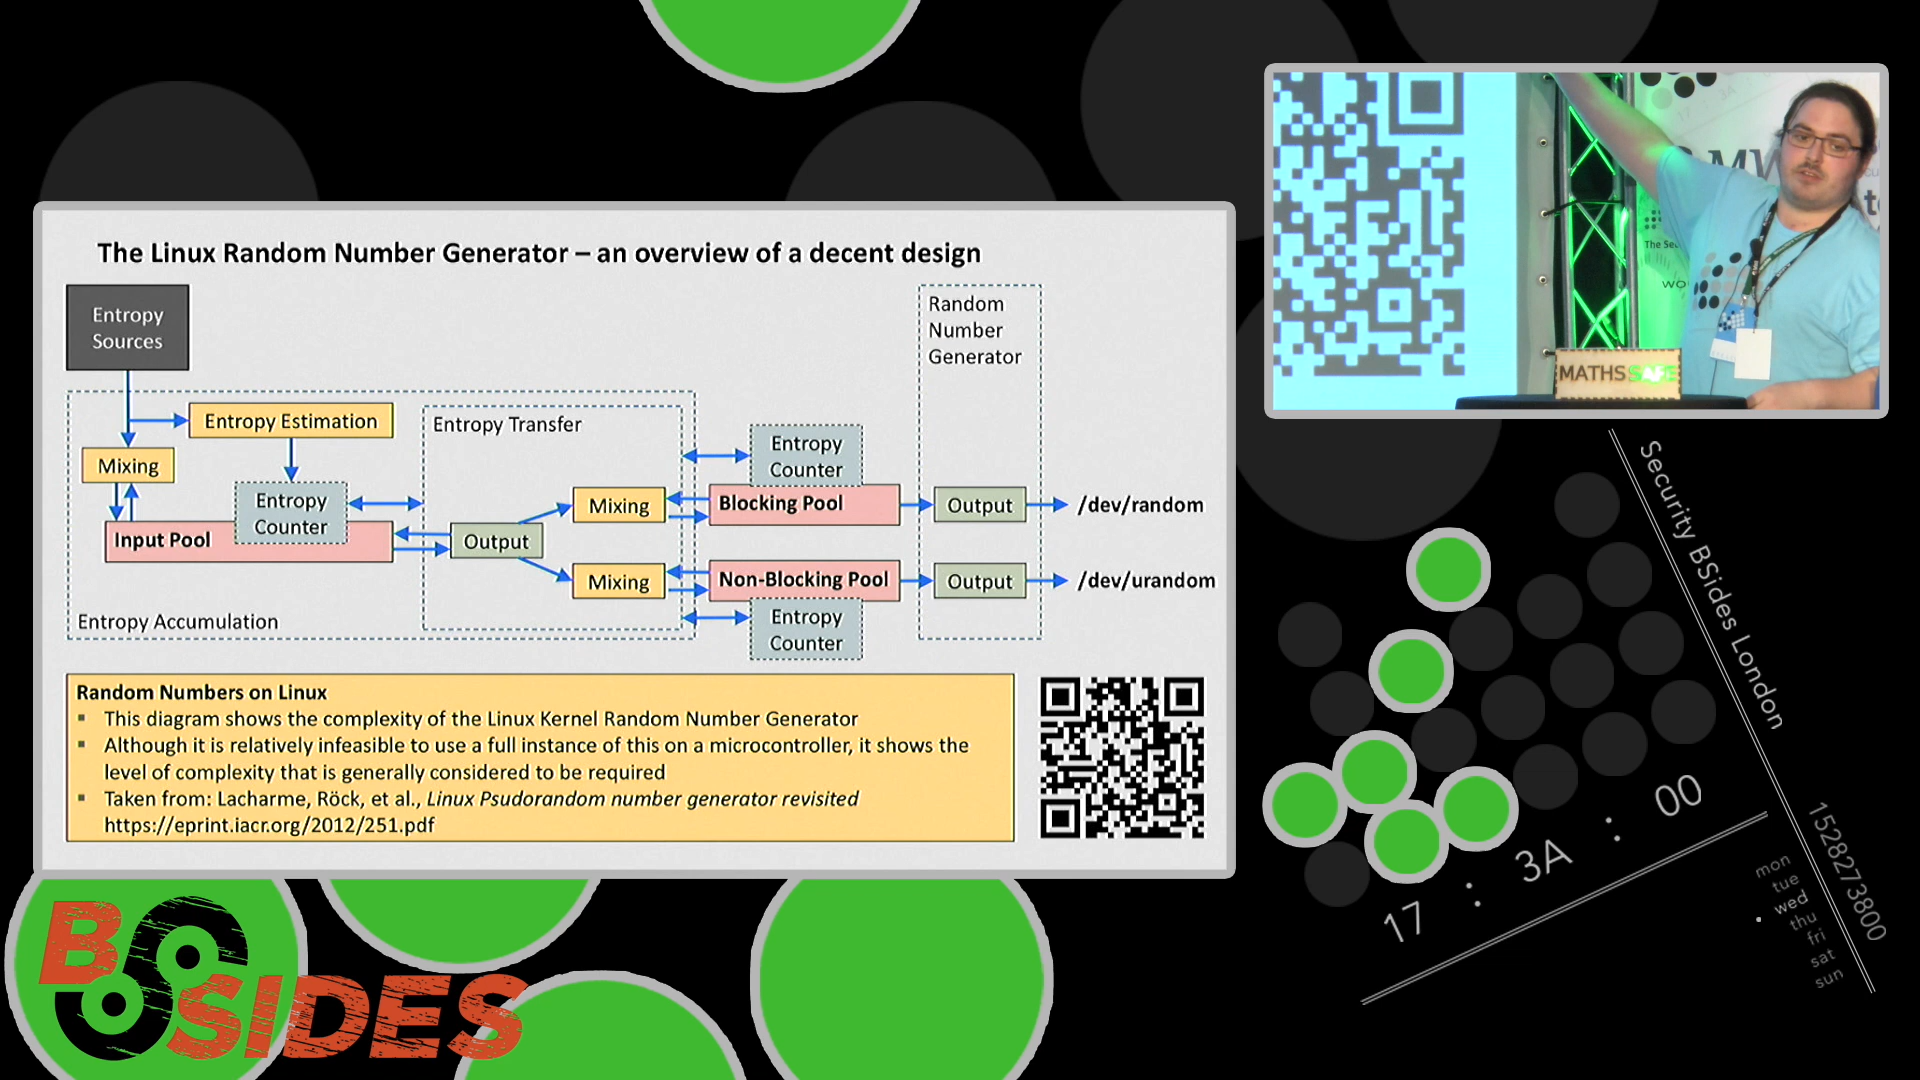 The Linux Random Number Generator – an overview of a decent design
Entropy
Sources
Random
Number
Generator
Entropy Estimation
Entropy Transfer
Entropy
Counter
Mixing
Entropy
Counter
Mixing
Blocking Pool
Output
/dev/random
Input Pool
Output
Mixing
Non-Blocking Pool
Output
/dev/urandom
Entropy
Counter
Entropy Accumulation
Random Numbers on Linux
▪ This diagram shows the complexity of the Linux Kernel Random Number Generator
▪ Although it is relatively infeasible to use a full instance of this on a microcontroller, it shows the
level of complexity that is generally considered to be required
▪ Taken from: Lacharme, Röck, et al., Linux Psudorandom number generator revisited
https://eprint.iacr.org/2012/251.pdf
MW
The Sec
wo
MATHS SAFE
Security BSides London
17 : 3A : 00
1528273800
mon
tue
wed
thu
fri
sat
sun
BSIDES